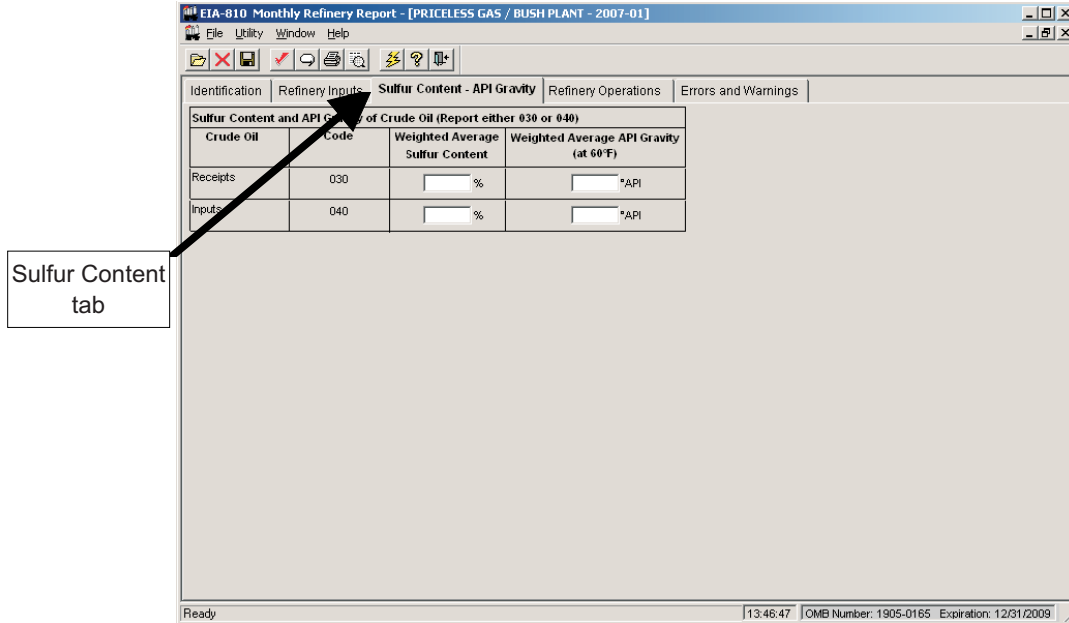 EIA-810 Monthly Refinery Report - [PRICELESS GAS / BUSH PLANT - 2007-01]
File Utility Window Help
Identification Refinery Inputs Sulfur Content - API Gravity Refinery Operations Errors and Warnings
Sulfur Content and API Gravity of Crude Oil (Report either 030 or 040)
Crude Oil Code Weighted Average Sulfur Content Weighted Average API Gravity (at 60°F)
Receipts 030 % °API
Inputs 040 % °API
Sulfur Content
tab
Ready 13:46:47 OMB Number: 1905-0165 Expiration: 12/31/2009